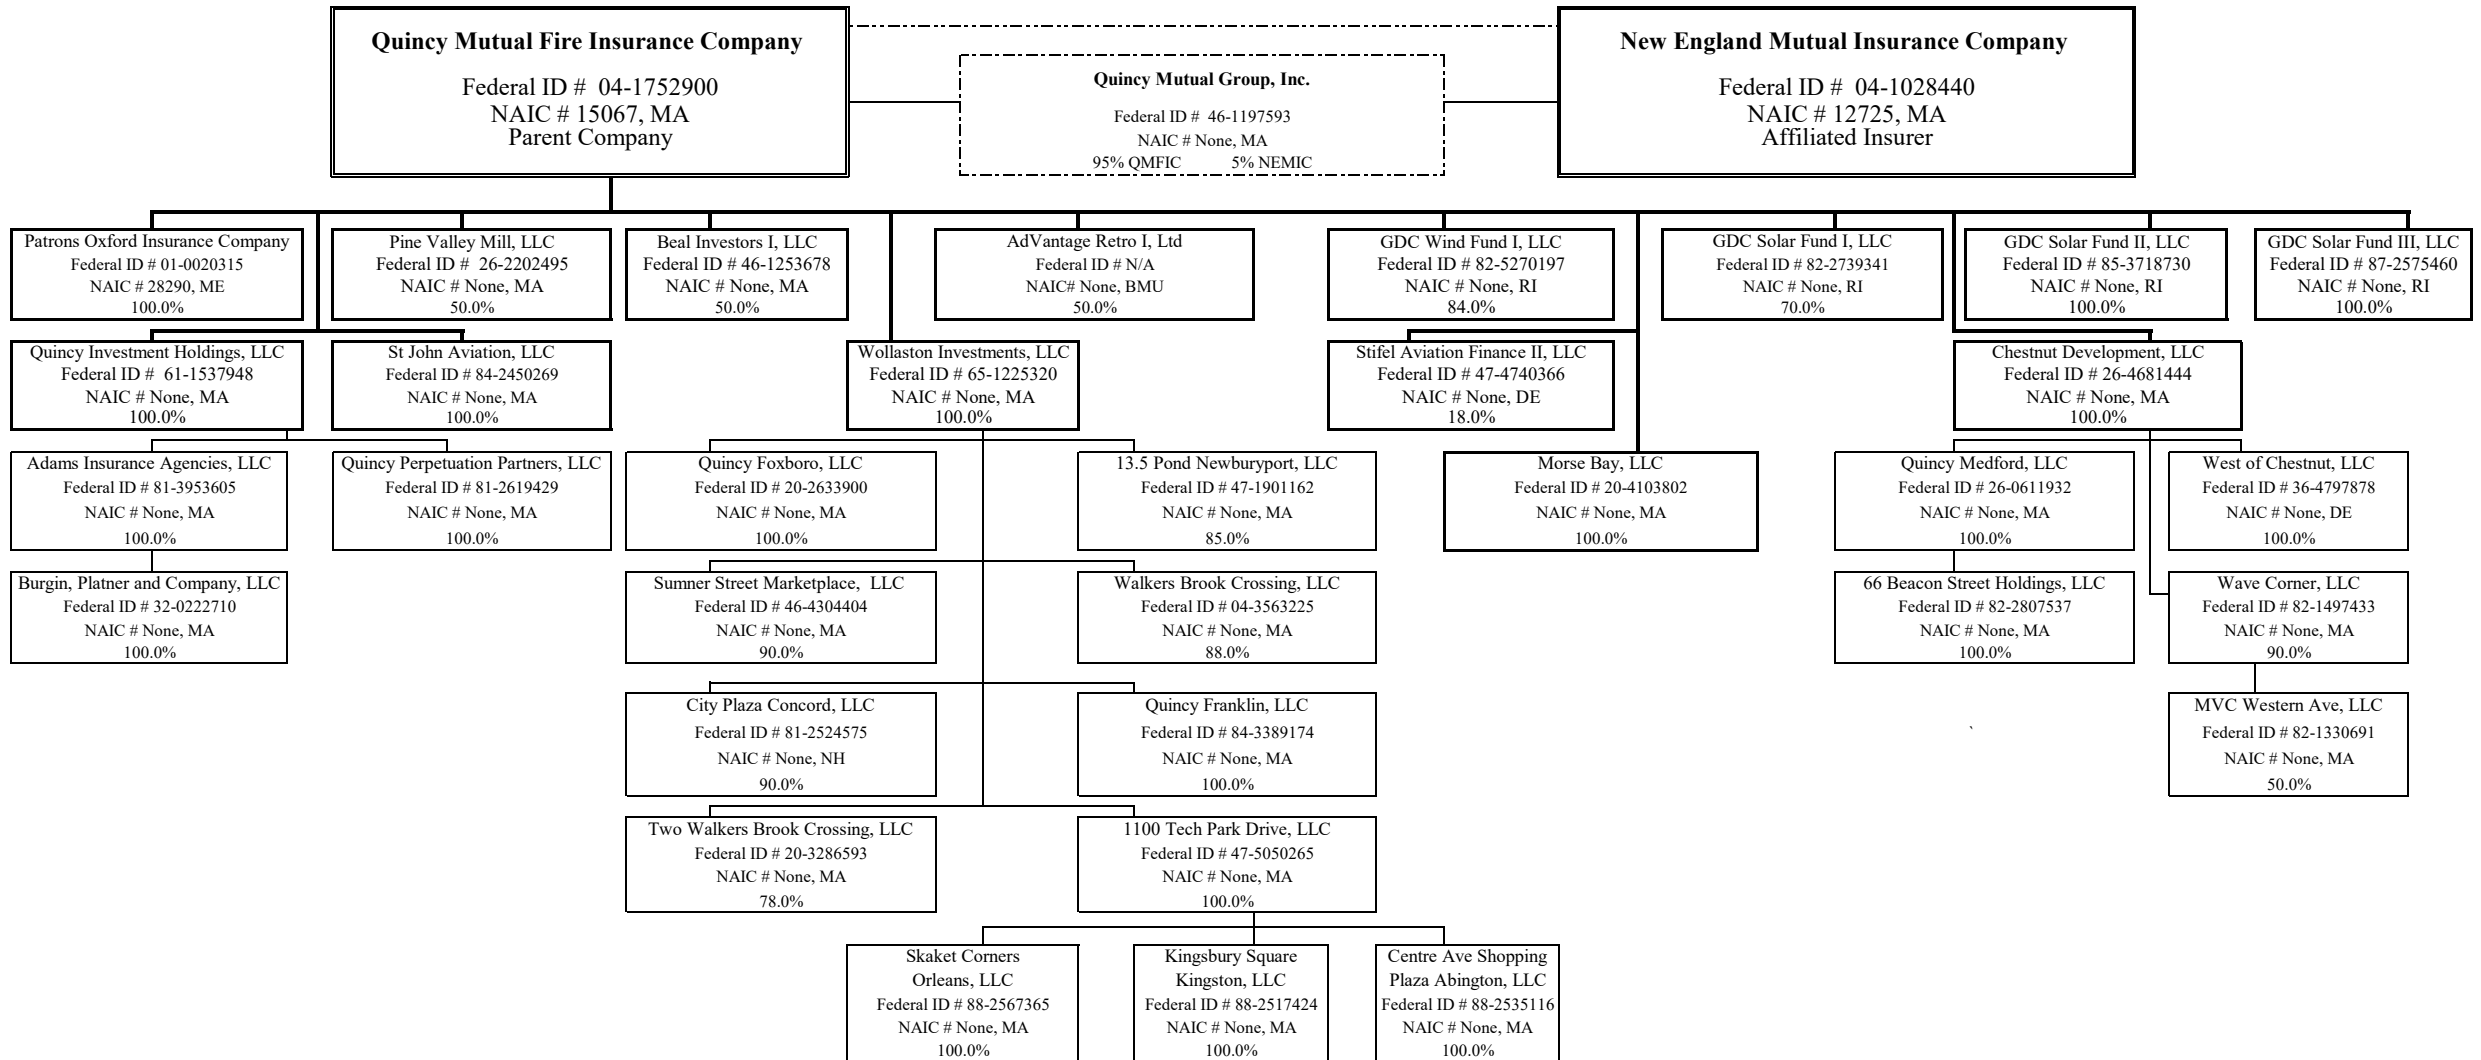 Quincy Mutual Fire Insurance Company
Federal ID # 04-1752900
NAIC # 15067, MA
Parent Company
Quincy Mutual Group, Inc.
Federal ID # 46-1197593
NAIC # None, MA
95% QMFIC 5% NEMIC
New England Mutual Insurance Company
Federal ID # 04-1028440
NAIC # 12725, MA
Affiliated Insurer
Patrons Oxford Insurance Company
Federal ID # 01-0020315
NAIC # 28290, ME
100.0%
Pine Valley Mill, LLC
Federal ID # 26-2202495
NAIC # None, MA
50.0%
Beal Investors I, LLC
Federal ID # 46-1253678
NAIC # None, MA
50.0%
AdVantage Retro I, Ltd
Federal ID # N/A
NAIC# None, BMU
50.0%
GDC Wind Fund I, LLC
Federal ID # 82-5270197
NAIC # None, RI
84.0%
GDC Solar Fund I, LLC
Federal ID # 82-2739341
NAIC # None, RI
70.0%
GDC Solar Fund II, LLC
Federal ID # 85-3718730
NAIC # None, RI
100.0%
GDC Solar Fund III, LLC
Federal ID # 87-2575460
NAIC # None, RI
100.0%
Quincy Investment Holdings, LLC
Federal ID # 61-1537948
NAIC # None, MA
100.0%
St John Aviation, LLC
Federal ID # 84-2450269
NAIC # None, MA
100.0%
Wollaston Investments, LLC
Federal ID # 65-1225320
NAIC # None, MA
100.0%
Stifel Aviation Finance II, LLC
Federal ID # 47-4740366
NAIC # None, DE
18.0%
Chestnut Development, LLC
Federal ID # 26-4681444
NAIC # None, MA
100.0%
Adams Insurance Agencies, LLC
Federal ID # 81-3953605
NAIC # None, MA
100.0%
Quincy Perpetuation Partners, LLC
Federal ID # 81-2619429
NAIC # None, MA
100.0%
Quincy Foxboro, LLC
Federal ID # 20-2633900
NAIC # None, MA
100.0%
13.5 Pond Newburyport, LLC
Federal ID # 47-1901162
NAIC # None, MA
85.0%
Morse Bay, LLC
Federal ID # 20-4103802
NAIC # None, MA
100.0%
Quincy Medford, LLC
Federal ID # 26-0611932
NAIC # None, MA
100.0%
West of Chestnut, LLC
Federal ID # 36-4797878
NAIC # None, DE
100.0%
Burgin, Platner and Company, LLC
Federal ID # 32-0222710
NAIC # None, MA
100.0%
Sumner Street Marketplace, LLC
Federal ID # 46-4304404
NAIC # None, MA
90.0%
Walkers Brook Crossing, LLC
Federal ID # 04-3563225
NAIC # None, MA
88.0%
66 Beacon Street Holdings, LLC
Federal ID # 82-2807537
NAIC # None, MA
100.0%
Wave Corner, LLC
Federal ID # 82-1497433
NAIC # None, MA
90.0%
City Plaza Concord, LLC
Federal ID # 81-2524575
NAIC # None, NH
90.0%
Quincy Franklin, LLC
Federal ID # 84-3389174
NAIC # None, MA
100.0%
`
MVC Western Ave, LLC
Federal ID # 82-1330691
NAIC # None, MA
50.0%
Two Walkers Brook Crossing, LLC
Federal ID # 20-3286593
NAIC # None, MA
78.0%
1100 Tech Park Drive, LLC
Federal ID # 47-5050265
NAIC # None, MA
100.0%
Skaket Corners
Orleans, LLC
Federal ID # 88-2567365
NAIC # None, MA
100.0%
Kingsbury Square
Kingston, LLC
Federal ID # 88-2517424
NAIC # None, MA
100.0%
Centre Ave Shopping
Plaza Abington, LLC
Federal ID # 88-2535116
NAIC # None, MA
100.0%